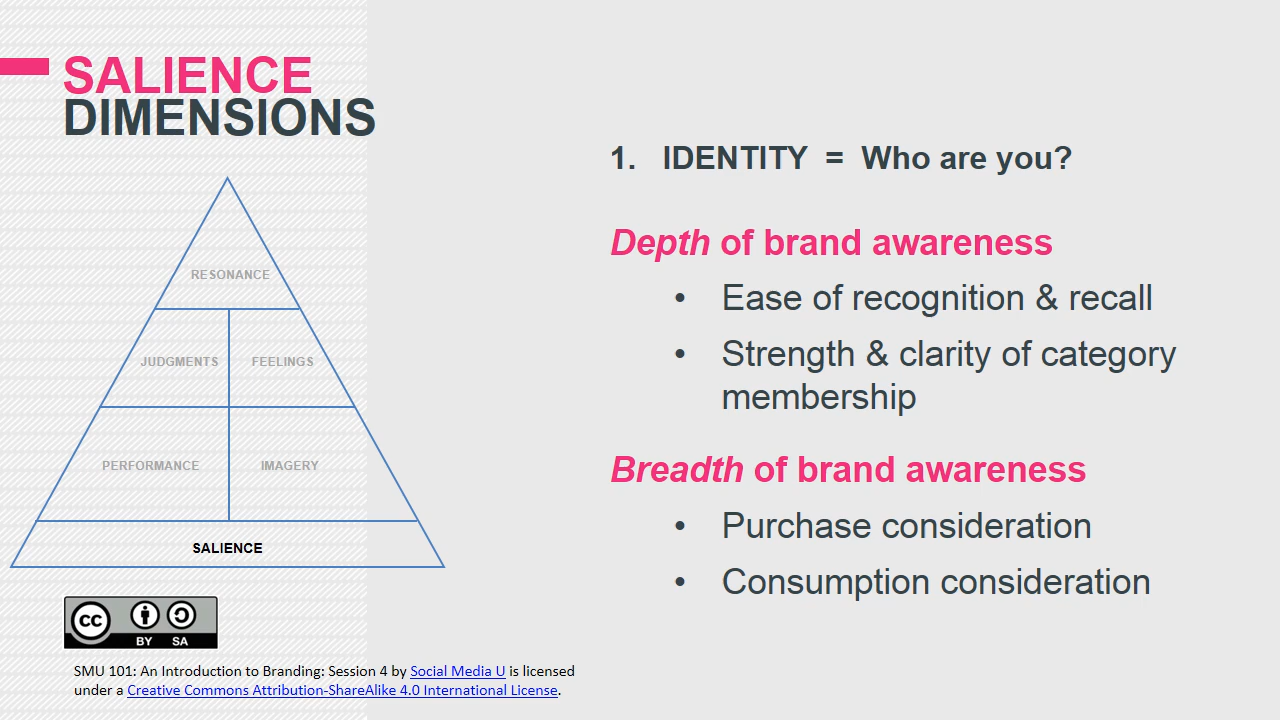 SALIENCE
DIMENSIONS
1. IDENTITY = Who are you?
Depth of brand awareness
• Ease of recognition & recall
• Strength & clarity of category
membership
Breadth of brand awareness
• Purchase consideration
• Consumption consideration
RESONANCE
JUDGMENTS FEELINGS
PERFORMANCE IMAGERY
SALIENCE
CC BY SA
SMU 101: An Introduction to Branding: Session 4 by Social Media U is licensed
under a Creative Commons Attribution-ShareAlike 4.0 International License.